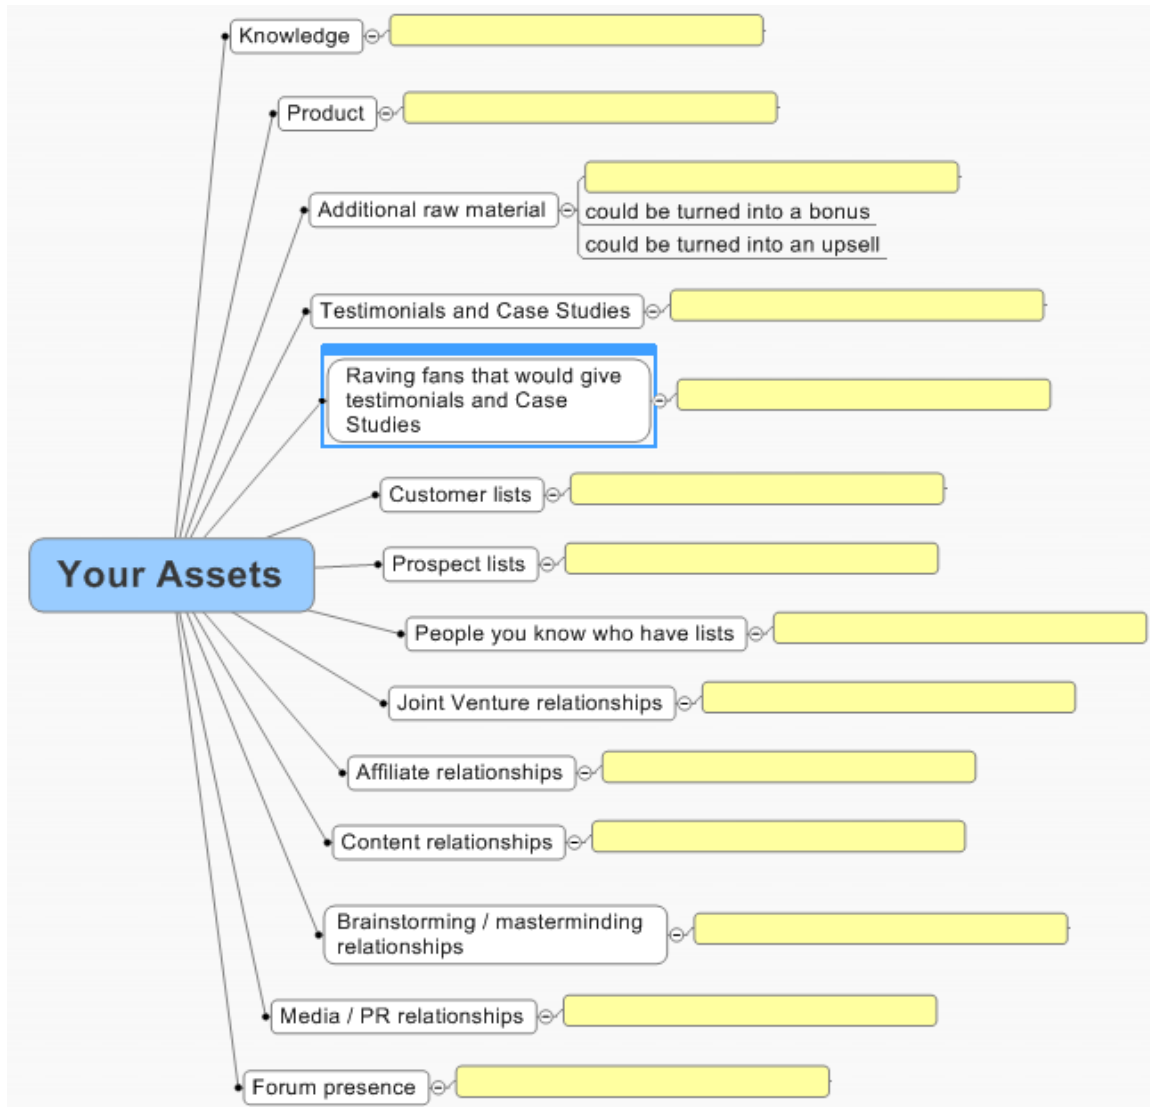 Knowledge
Product
Additional raw material
could be turned into a bonus
could be turned into an upsell
Testimonials and Case Studies
Raving fans that would give
testimonials and Case
Studies
Customer lists
Your Assets
Prospect lists
People you know who have lists
Joint Venture relationships
Affiliate relationships
Content relationships
Brainstorming / masterminding
relationships
Media / PR relationships
Forum presence